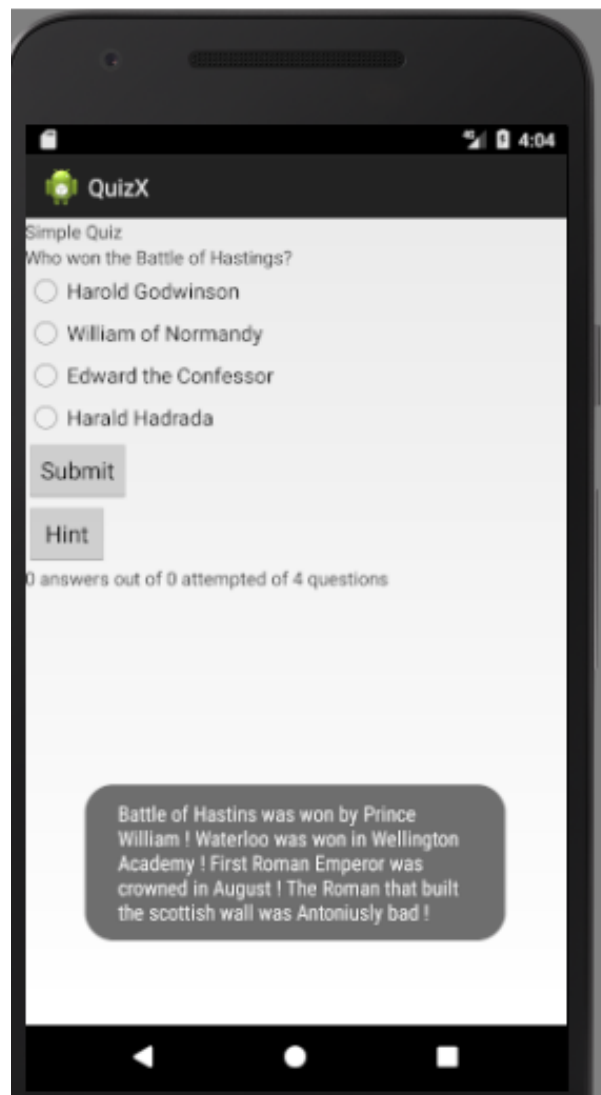 4G 4:04
QuizX
Simple Quiz
Who won the Battle of Hastings?
Harold Godwinson
William of Normandy
Edward the Confessor
Harald Hadrada
Submit
Hint
0 answers out of 0 attempted of 4 questions
Battle of Hastins was won by Prince
William ! Waterloo was won in Wellington
Academy ! First Roman Emperor was
crowned in August ! The Roman that built
the scottish wall was Antoniusly bad !